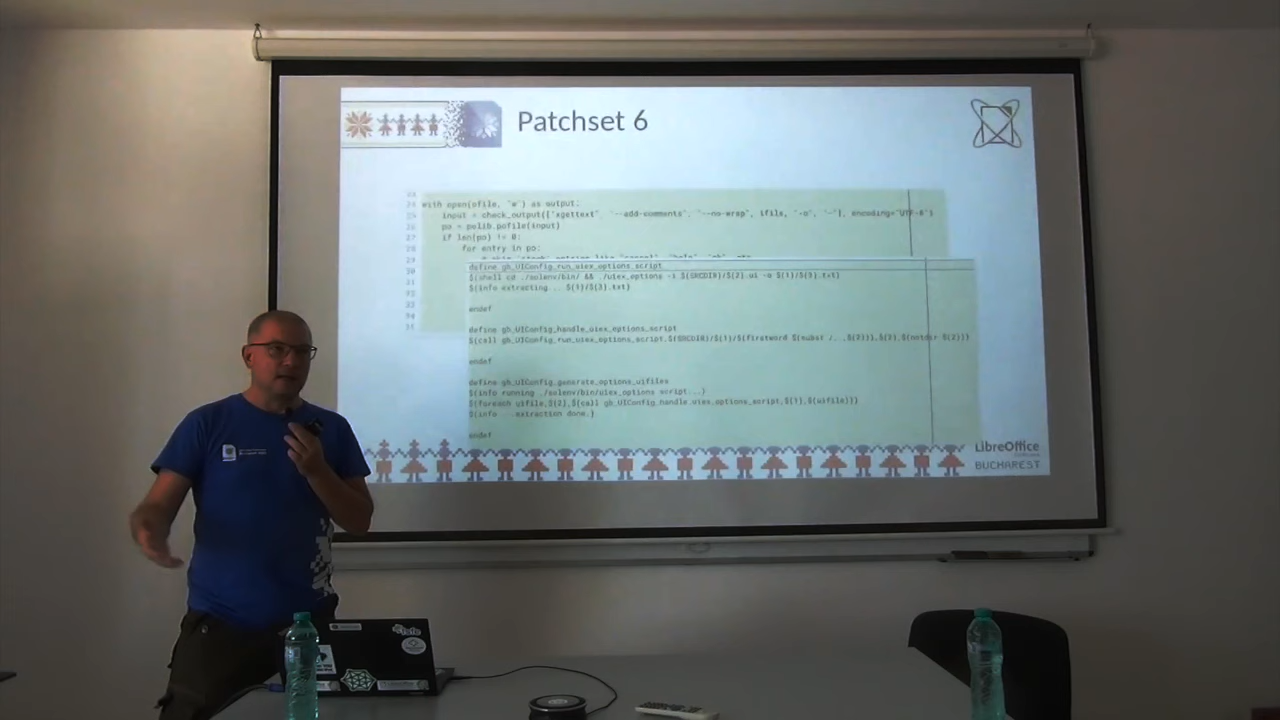 Patchset 6
with open(ofile, 'w') as output:
input = check_output(['xgettext', '--add-comments', '--no-wrap', ifile, '-o', '-'], encoding='UTF-8')
po = polib.pofile(input)
if len(po) != 0:
for entry in po:
define gb_UIConfig_run_uiex_options_script
$(shell cd ./solenv/bin/ && ./uiex_options -i $(SRCDIR)/$(2).ui -o $(1)/$(3).txt)
$(info extracting.. $(1)/$(3).txt)
endef
define gb_UIConfig_handle_uiex_options_script
endef
define gb_UIConfig_generate_options_uifiles
$(info running ./solenv/bin/uiex_options script...)
$(foreach uifile,$(2),$(call gb_UIConfig_handle_uiex_options_script,$(1),$(uifile)))
$(info ...extraction done.)
endef
LibreOffice
BUCHAREST